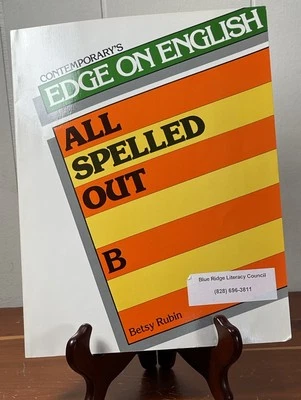 CONTEMPORARY'S
EDGE ON ENGLISH
ALL
SPELLED
OUT
B
Betsy Rubin
Blue Ridge Literacy Council
(828) 696-3811